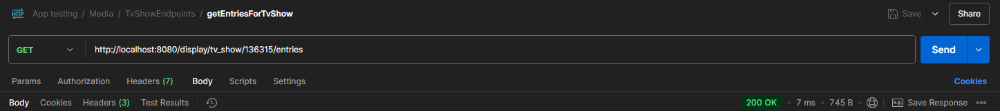 HTTP App testing / Media / TvShowEndpoints / getEntriesForTvShow Save Share
GET http://localhost:8080/display/tv_show/136315/entries Send
Params Authorization Headers (7) Body Scripts Settings Cookies
Body Cookies Headers (3) Test Results 200 OK • 7 ms • 745 B • e.g. Save Response